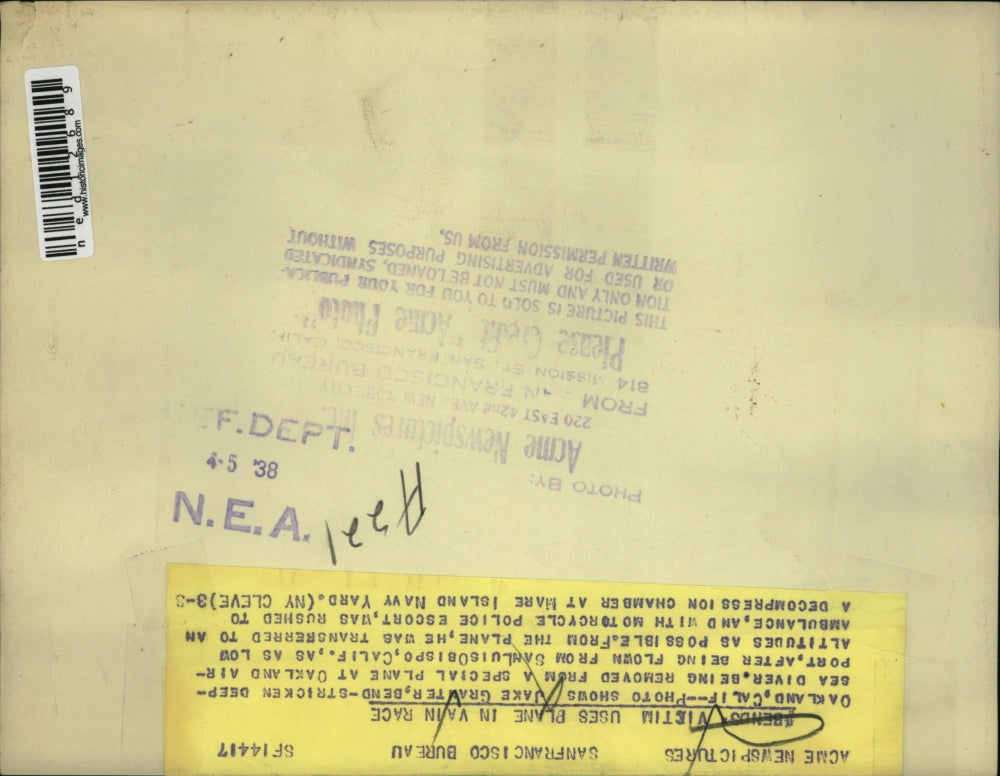 ned12689
www.historicimages.com
ACME NEWSPICTURES SANFRANCISCO BUREAU SF14417
"BENDS" VICTIM USES PLANE IN VAIN RACE
OAKLAND, CALIF--PHOTO SHOWS JAKE GRAFTER, BEND-STRICKEN DEEP-
SEA DIVER, BEING REMOVED FROM A SPECIAL PLANE AT OAKLAND AIR-
PORT, AFTER BEING FLOWN FROM SANLUISOBISPO, CALIF., AS AS LOW
ALTITUDES AS POSSIBLE. FROM THE PLANE, HE WAS TRANSFERRED TO AN
AMBULANCE, AND WITH MOTORCYCLE POLICE ESCORT, WAS RUSHED TO
A DECOMPRESSION CHAMBER AT MARE ISLAND NAVY YARD. (NY CLEVE)3-3
PHOTO BY:
Acme Newspictures Inc.
220 EAST 42nd AVE. NEW YORK CITY
FROM SAN FRANCISCO BUREAU
814 MISSION ST. SAN FRANCISCO, CALIF.
Please Credit "Acme Photo"
THIS PICTURE IS SOLD TO YOU FOR YOUR PUBLICA-
TION ONLY AND MUST NOT BE LOANED, SYNDICATED
OR USED FOR ADVERTISING PURPOSES WITHOUT
WRITTEN PERMISSION FROM US.
F. DEPT.
4-5 '38
N.E.A.